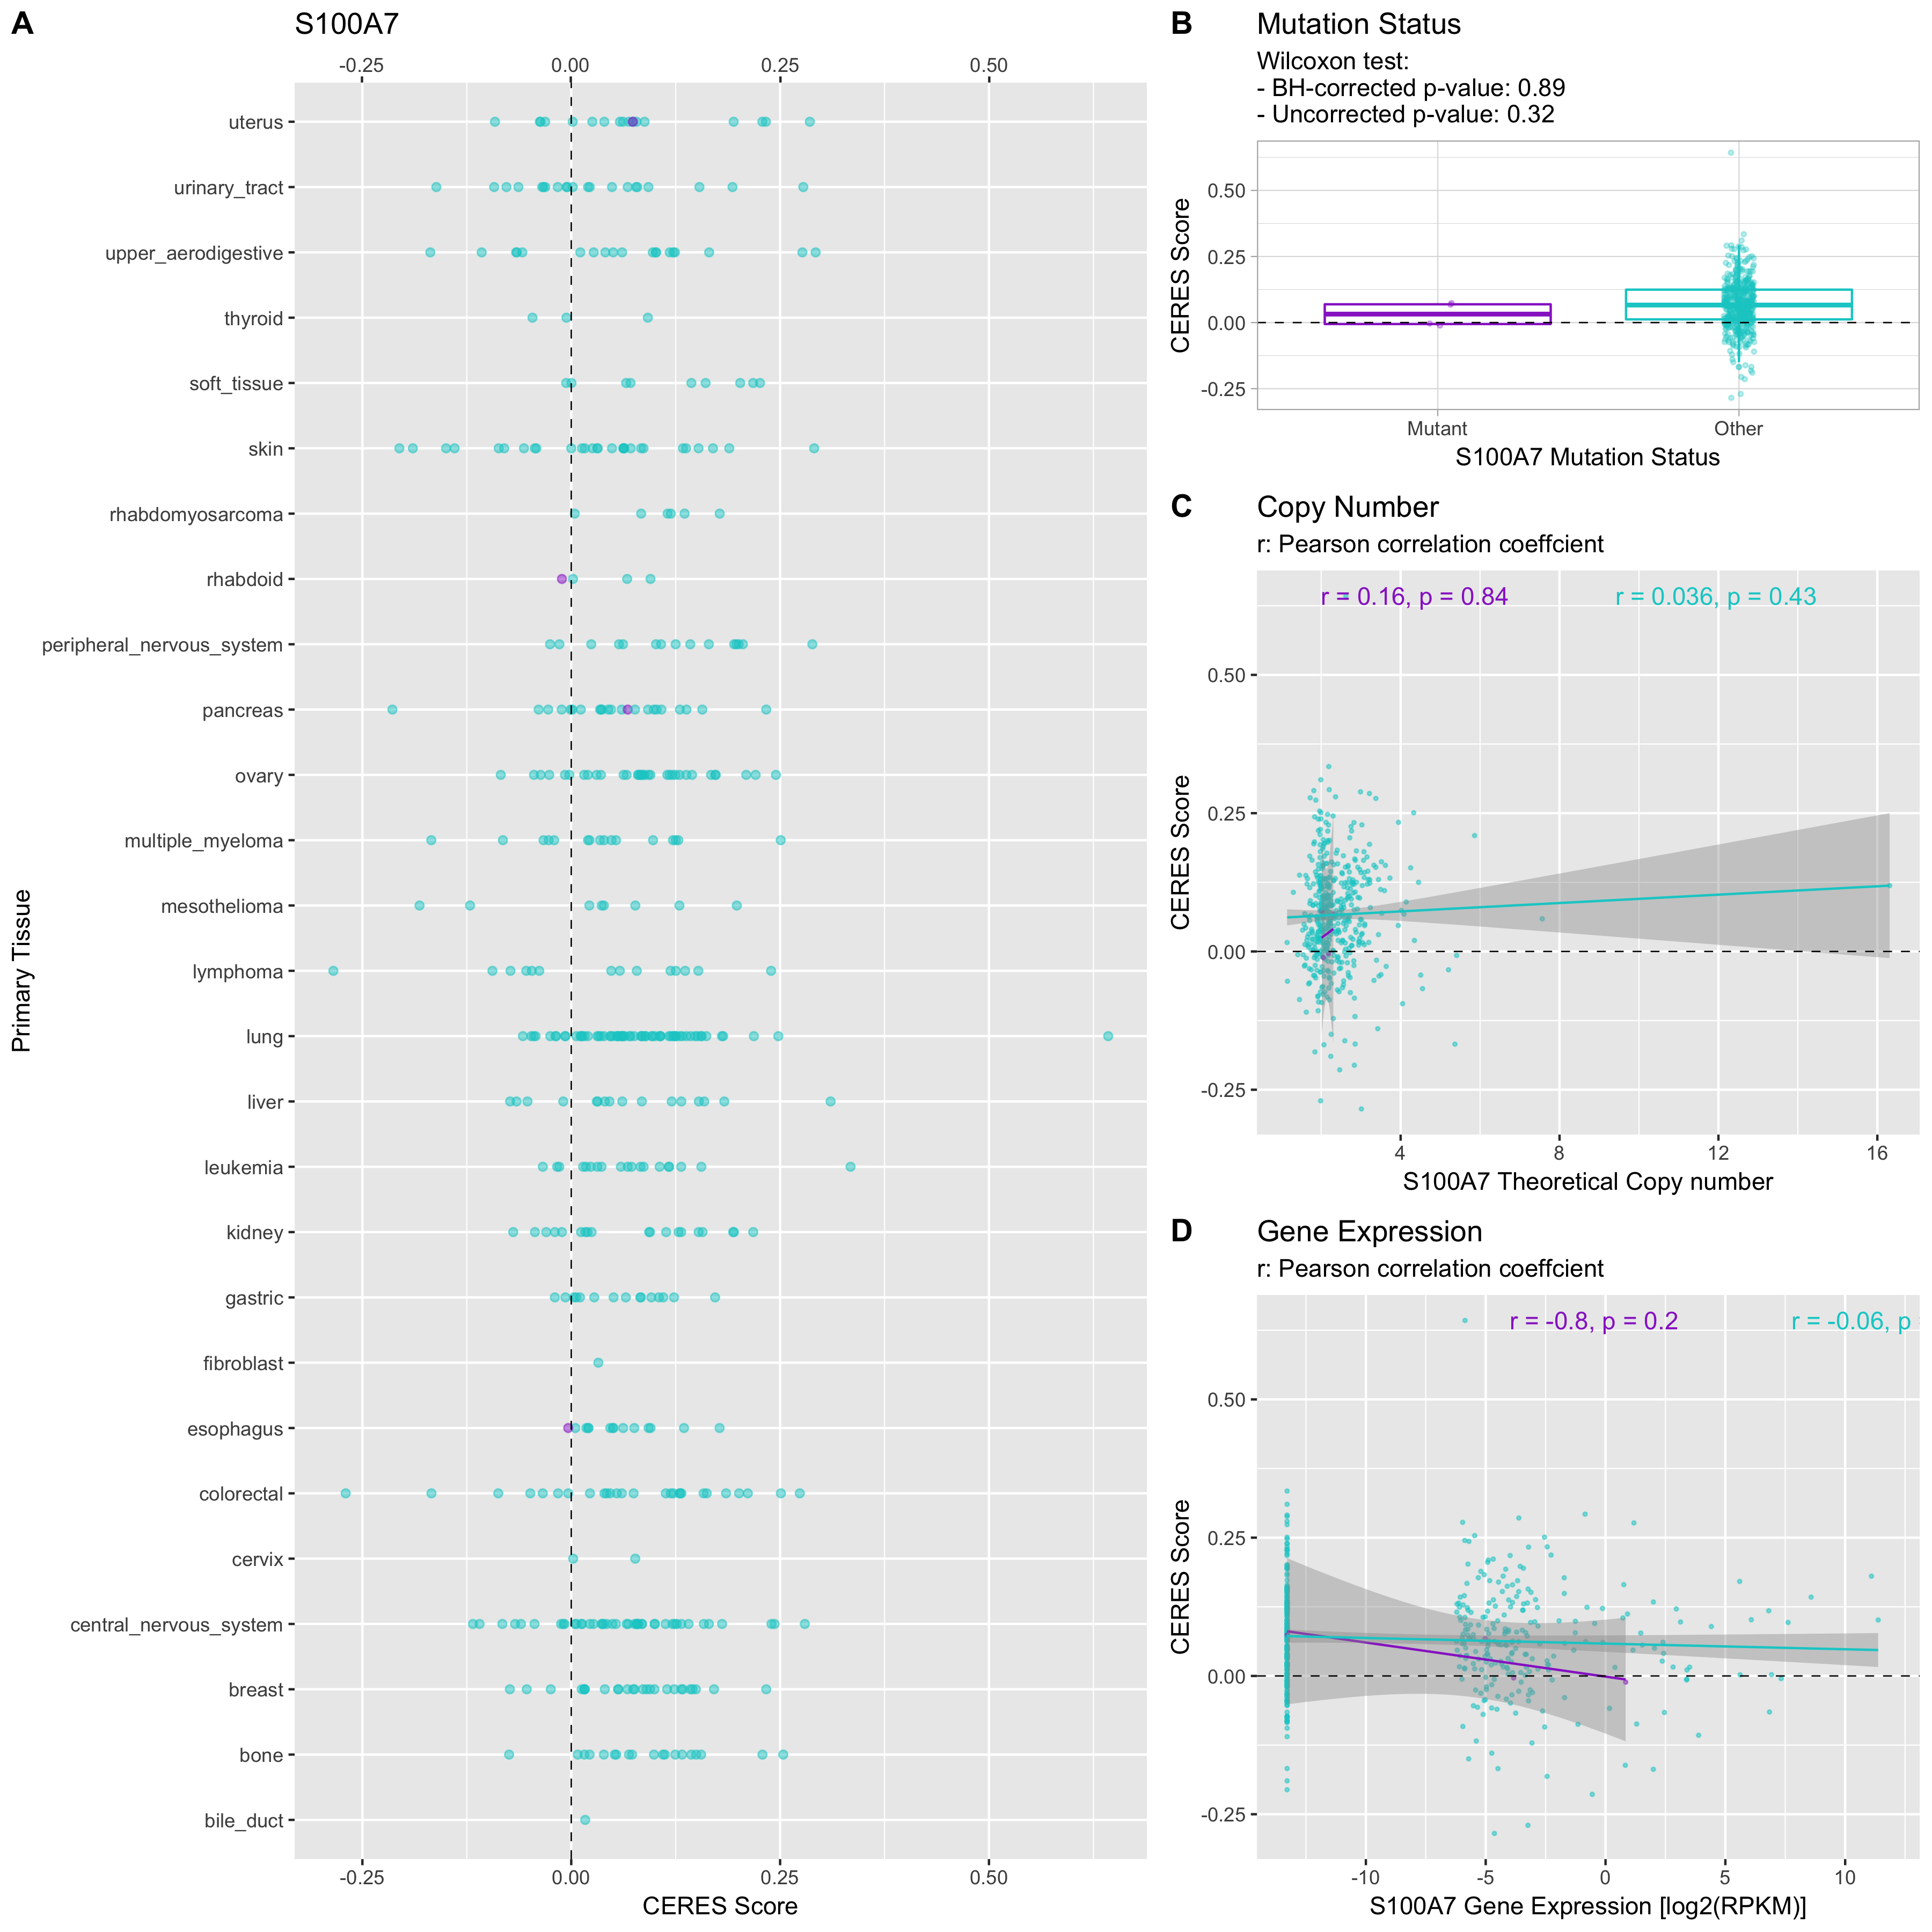 A
S100A7
-0.25 0.00 0.25 0.50
uterus
urinary_tract
upper_aerodigestive
thyroid
soft_tissue
skin
rhabdomyosarcoma
rhabdoid
peripheral_nervous_system
pancreas
ovary
multiple_myeloma
mesothelioma
lymphoma
lung
liver
leukemia
kidney
gastric
fibroblast
esophagus
colorectal
cervix
central_nervous_system
breast
bone
bile_duct
Primary Tissue
-0.25 0.00 0.25 0.50
CERES Score
B
Mutation Status
Wilcoxon test:
- BH-corrected p-value: 0.89
- Uncorrected p-value: 0.32
0.50
0.25
0.00
-0.25
CERES Score
Mutant Other
S100A7 Mutation Status
C
Copy Number
r: Pearson correlation coeffcient
r = 0.16, p = 0.84 r = 0.036, p = 0.43
0.50
0.25
0.00
-0.25
CERES Score
4 8 12 16
S100A7 Theoretical Copy number
D
Gene Expression
r: Pearson correlation coeffcient
r = -0.8, p = 0.2 r = -0.06, p
0.50
0.25
0.00
-0.25
CERES Score
-10 -5 0 5 10
S100A7 Gene Expression [log2(RPKM)]